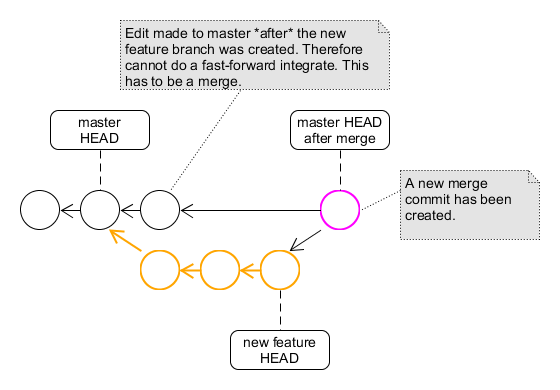 Edit made to master *after* the new
feature branch was created. Therefore
cannot do a fast-forward integrate. This
has to be a merge.
master
HEAD
master HEAD
after merge
A new merge
commit has been
created.
new feature
HEAD